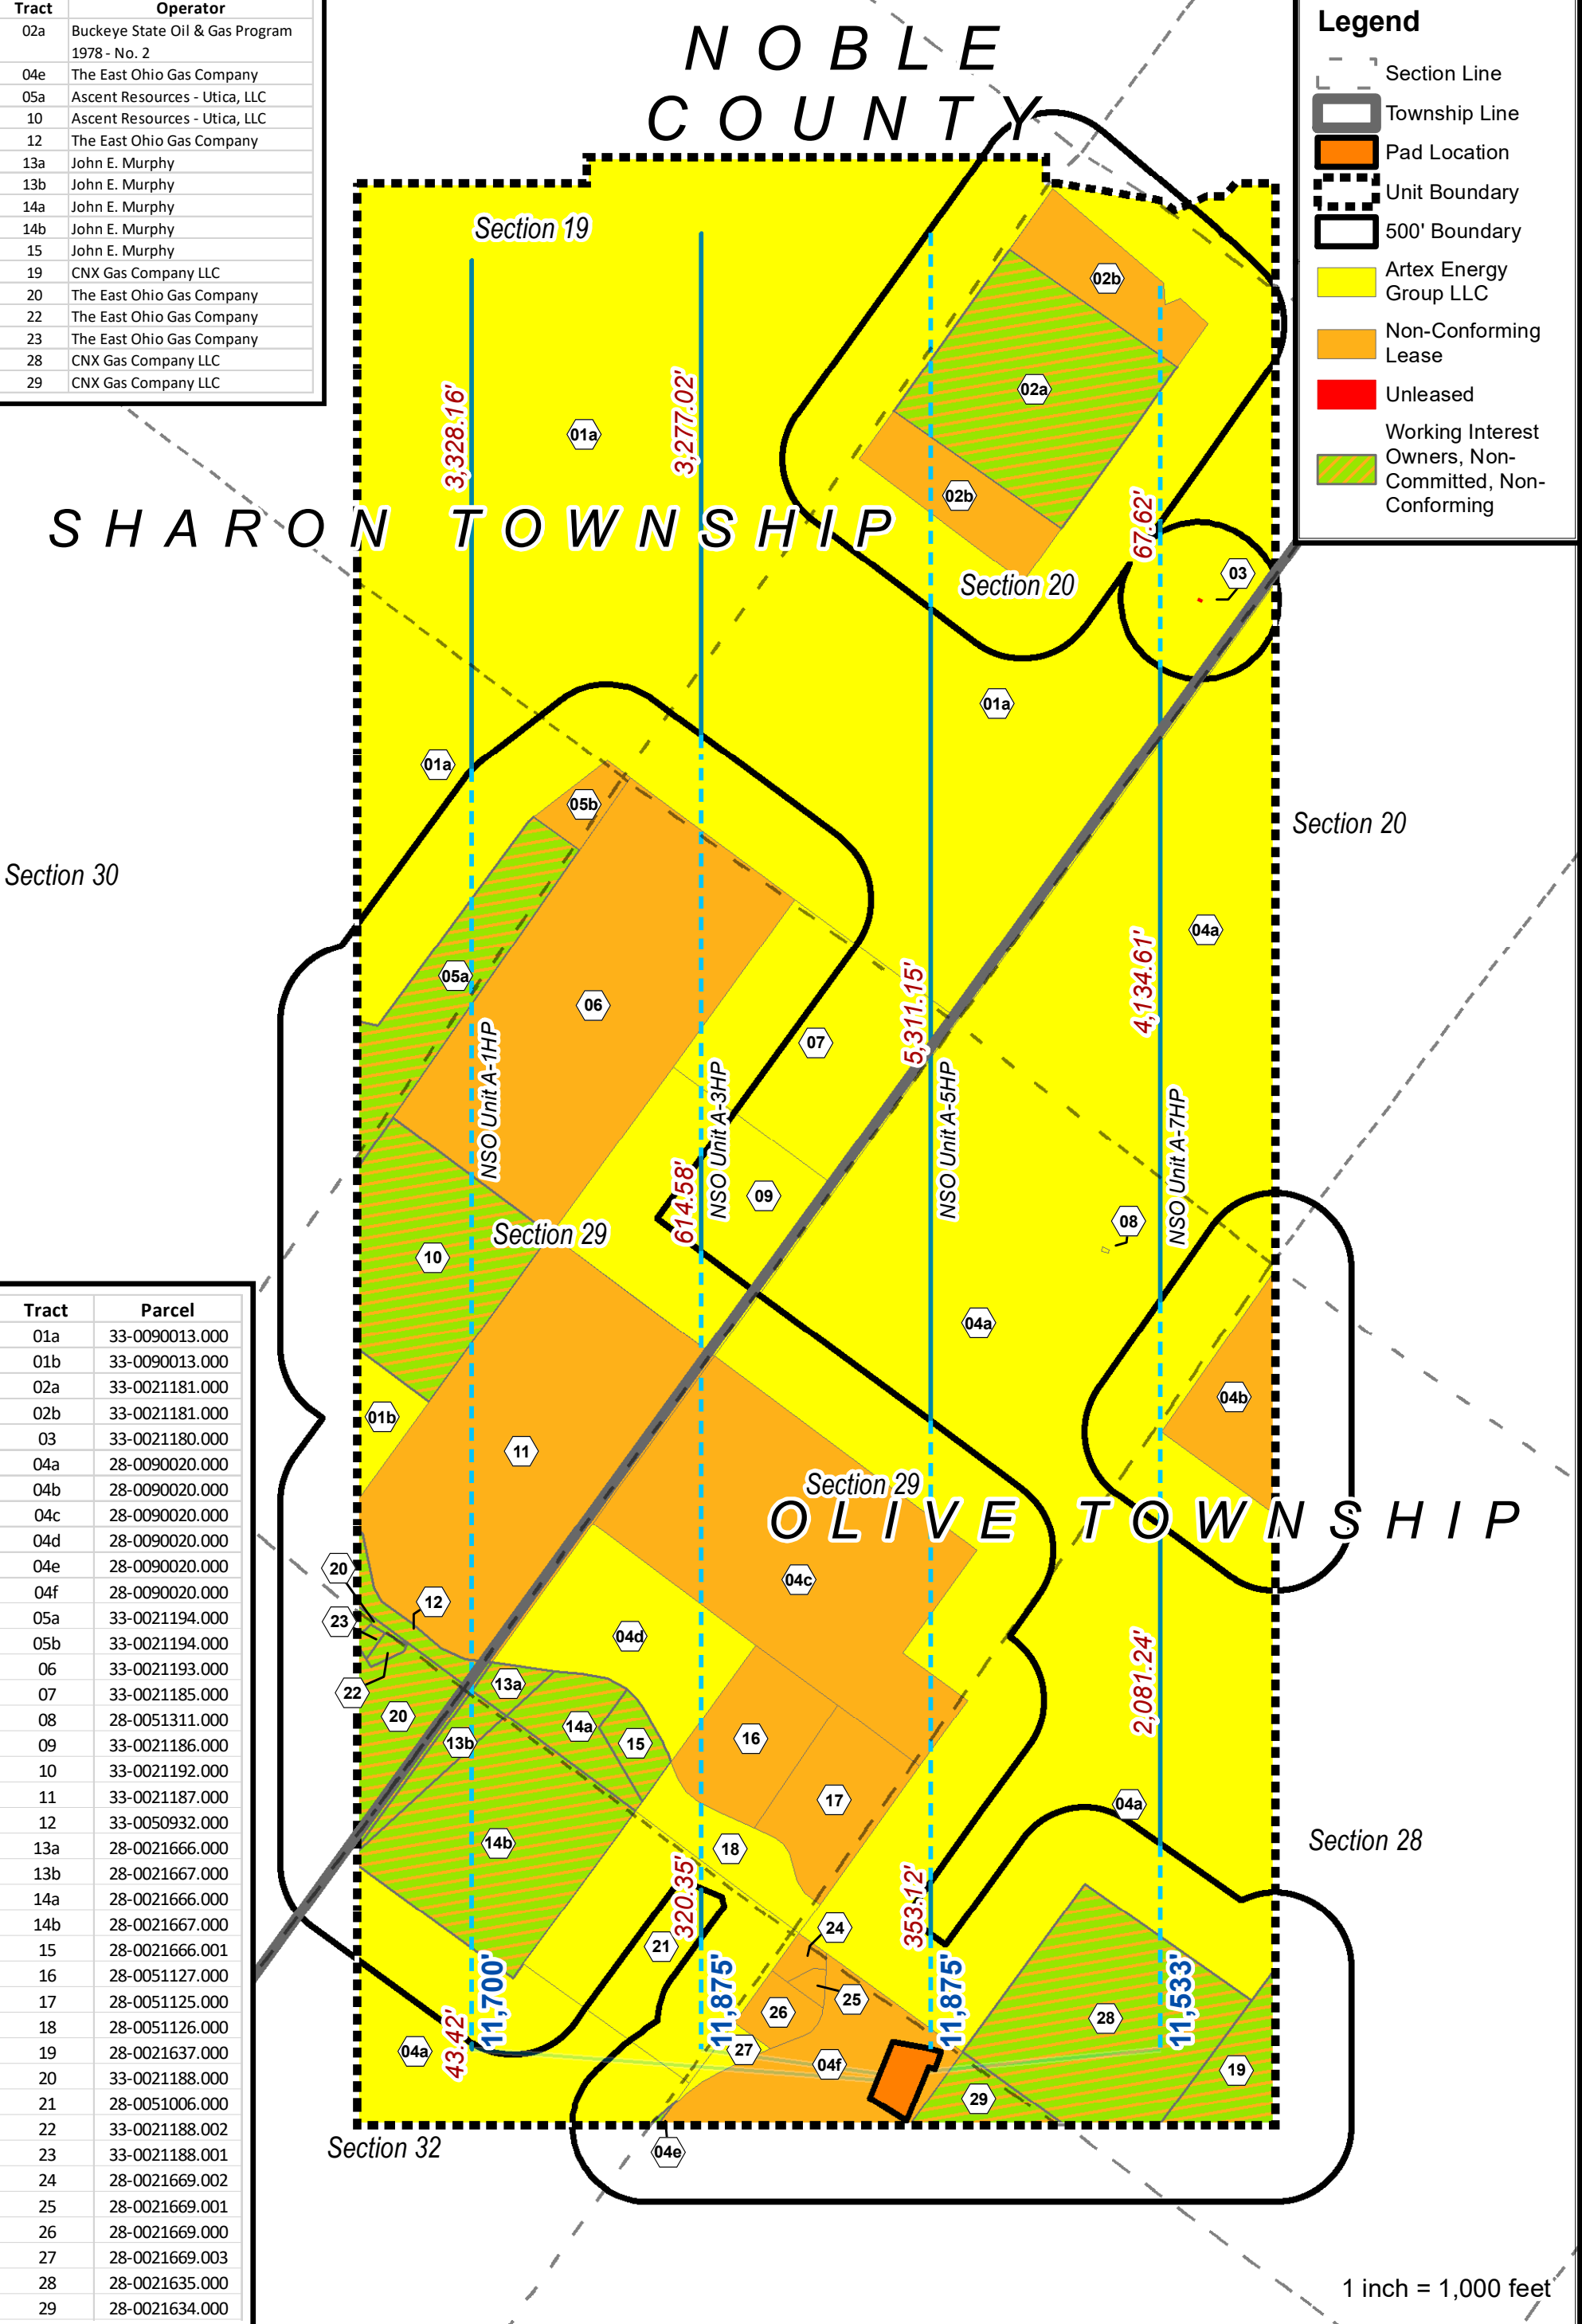 Tract Operator
02a Buckeye State Oil & Gas Program
1978 - No. 2
04e The East Ohio Gas Company
05a Ascent Resources - Utica, LLC
10 Ascent Resources - Utica, LLC
12 The East Ohio Gas Company
13a John E. Murphy
13b John E. Murphy
14a John E. Murphy
14b John E. Murphy
15 John E. Murphy
19 CNX Gas Company LLC
20 The East Ohio Gas Company
22 The East Ohio Gas Company
23 The East Ohio Gas Company
28 CNX Gas Company LLC
29 CNX Gas Company LLC
NOBLE
COUNTY
Legend
Section Line
Township Line
Pad Location
Unit Boundary
500' Boundary
Artex Energy
Group LLC
Non-Conforming
Lease
Unleased
Working Interest
Owners, Non-
Committed, Non-
Conforming
Section 19
02b
02a
01a
3,328.16'
3,277.02'
02b
67.62'
SHARON TOWNSHIP
03
Section 20
01a
01a
05b
Section 20
Section 30
04a
05a
06
07
5,311.15'
4,134.61'
NSO Unit A-1HP
NSO Unit A-3HP
NSO Unit A-5HP
NSO Unit A-7HP
614.58'
09
08
Section 29
10
04a
04b
01b
11
Section 29
OLIVE TOWNSHIP
20
04c
12
23
04d
13a
2,081.24'
22
20
14a
13b
15
16
17
04a
14b
18
Section 28
320.35'
353.12'
24
21
25
26
28
11,700'
11,875'
11,875'
11,533'
43.42'
04a
27
04f
19
29
Section 32
04e
Tract Parcel
01a 33-0090013.000
01b 33-0090013.000
02a 33-0021181.000
02b 33-0021181.000
03 33-0021180.000
04a 28-0090020.000
04b 28-0090020.000
04c 28-0090020.000
04d 28-0090020.000
04e 28-0090020.000
04f 28-0090020.000
05a 33-0021194.000
05b 33-0021194.000
06 33-0021193.000
07 33-0021185.000
08 28-0051311.000
09 33-0021186.000
10 33-0021192.000
11 33-0021187.000
12 33-0050932.000
13a 28-0021666.000
13b 28-0021667.000
14a 28-0021666.000
14b 28-0021667.000
15 28-0021666.001
16 28-0051127.000
17 28-0051125.000
18 28-0051126.000
19 28-0021637.000
20 33-0021188.000
21 28-0051006.000
22 33-0021188.002
23 33-0021188.001
24 28-0021669.002
25 28-0021669.001
26 28-0021669.000
27 28-0021669.003
28 28-0021635.000
29 28-0021634.000
1 inch = 1,000 feet